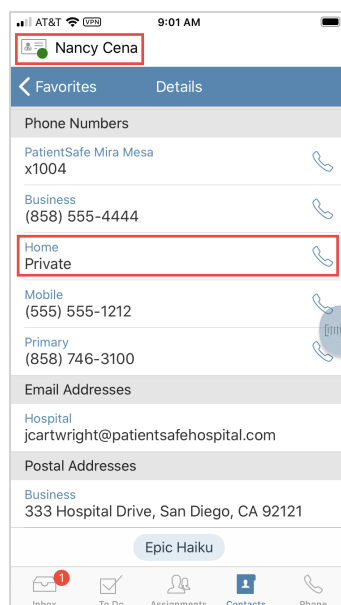 AT&T VPN 9:01 AM
Nancy Cena
Favorites Details
Phone Numbers
PatientSafe Mira Mesa
x1004
Business
(858) 555-4444
Home
Private
Mobile
(555) 555-1212
Primary
(858) 746-3100
Email Addresses
Hospital
jcartwright@patientsafehospital.com
Postal Addresses
Business
333 Hospital Drive, San Diego, CA 92121
Epic Haiku
1
Inbox To Do Assignments Contacts Phone